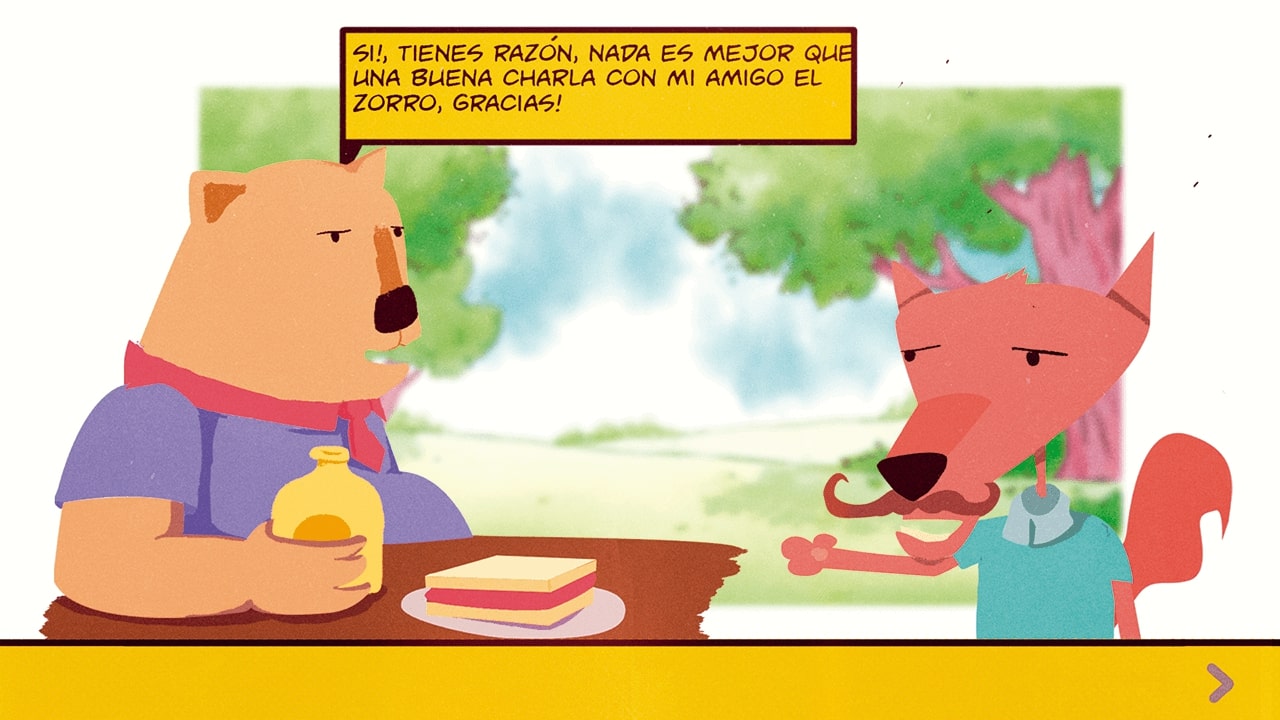 SI!, TIENES RAZÓN, NADA ES MEJOR QUE
UNA BUENA CHARLA CON MI AMIGO EL
ZORRO, GRACIAS!